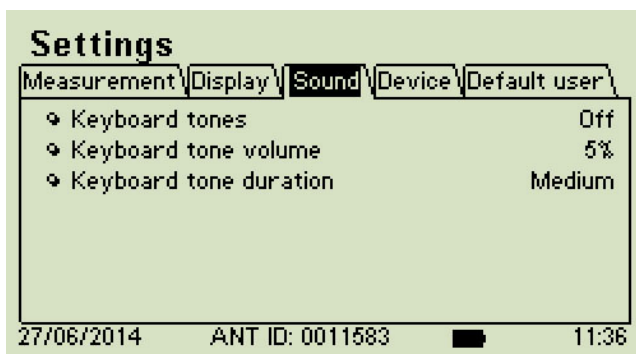 Settings
Measurement Display Sound Device Default user
Keyboard tones Off
Keyboard tone volume 5%
Keyboard tone duration Medium
27/06/2014 ANT ID: 0011583 11:36